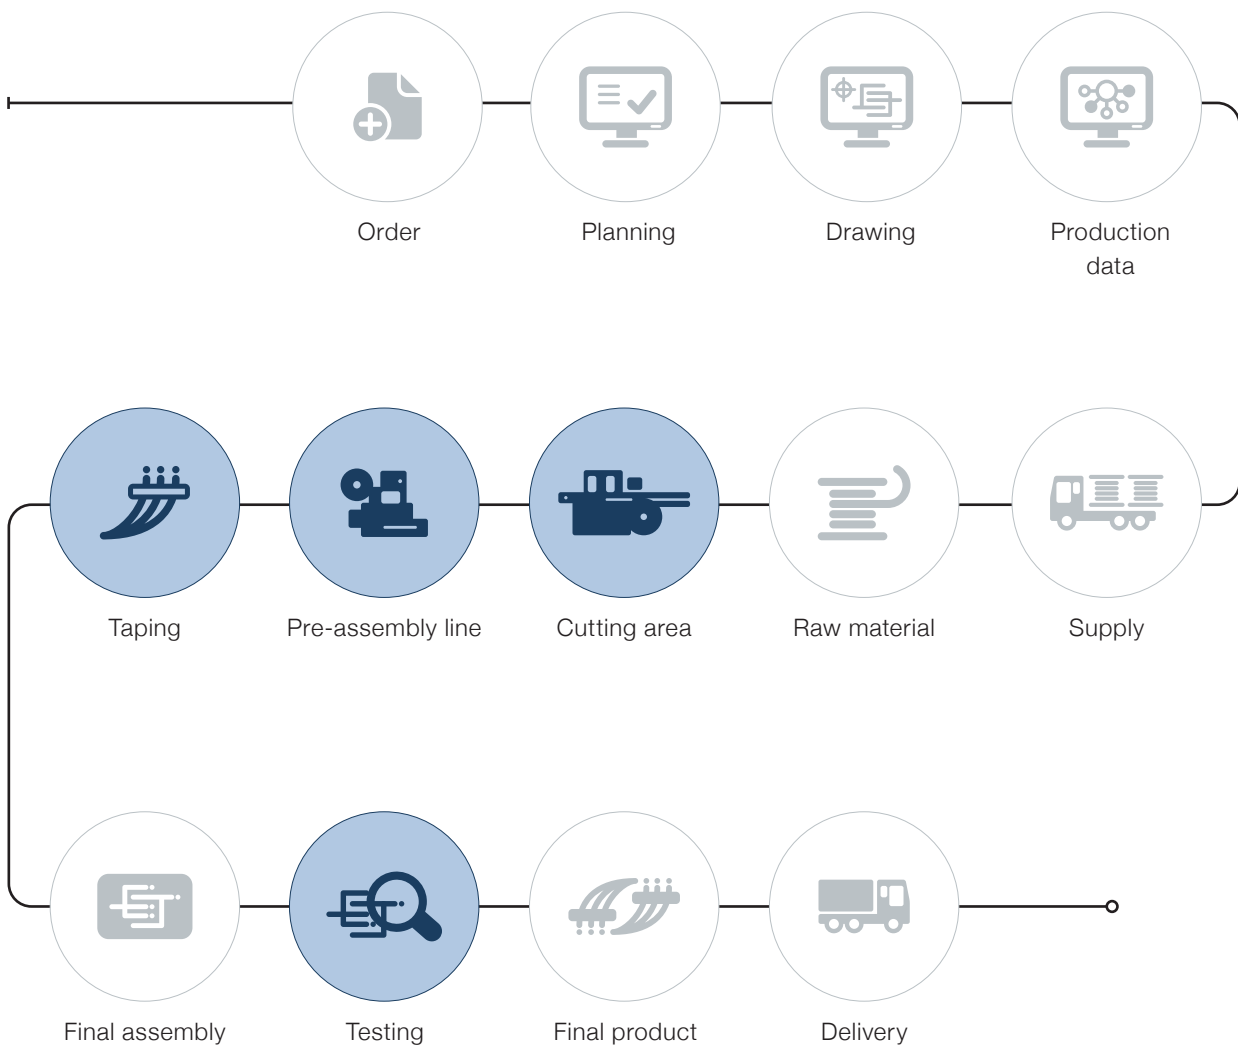 Order
Planning
Drawing
Production
data
Taping
Pre-assembly line
Cutting area
Raw material
Supply
Final assembly
Testing
Final product
Delivery